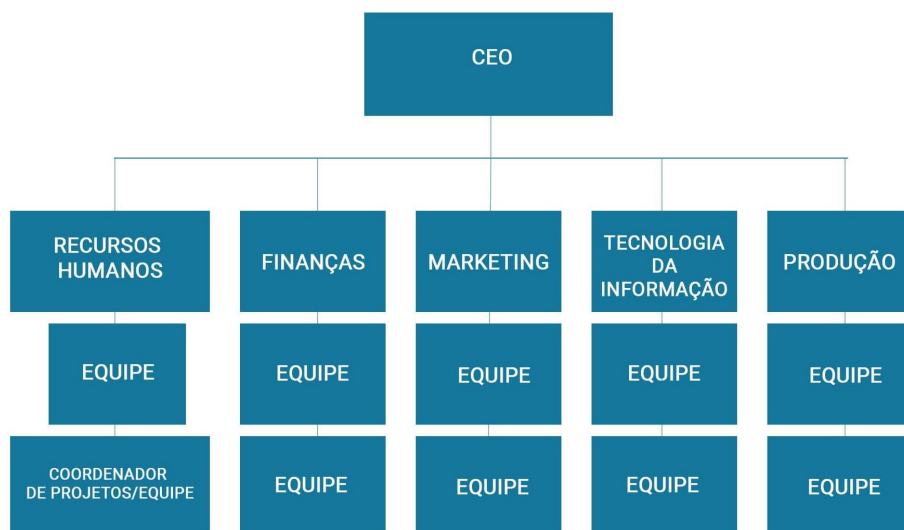 CEO
RECURSOS
HUMANOS
FINANÇAS
MARKETING
TECNOLOGIA
DA
INFORMAÇÃO
PRODUÇÃO
EQUIPE
EQUIPE
EQUIPE
EQUIPE
EQUIPE
COORDENADOR
DE PROJETOS/EQUIPE
EQUIPE
EQUIPE
EQUIPE
EQUIPE